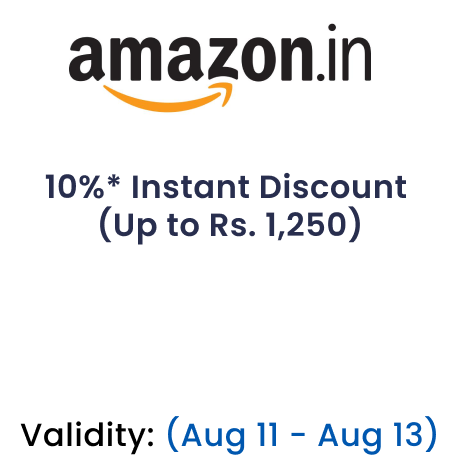 amazon.in
10%* Instant Discount
(Up to Rs. 1,250)
Validity: (Aug 11 - Aug 13)